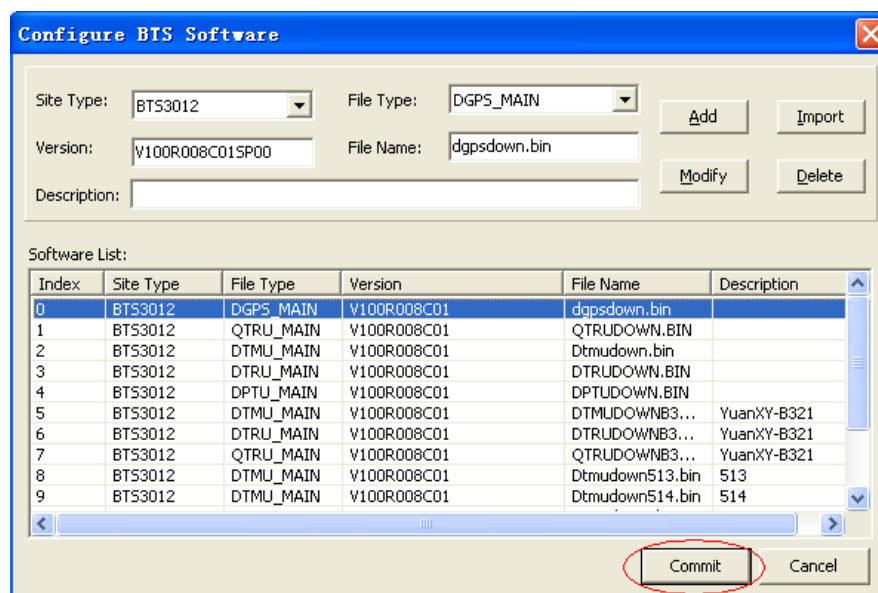 Configure BTS Software
Site Type: BTS3012 File Type: DGPS_MAIN Add Import
Version: V100R008C01SP00 File Name: dgpsdown.bin
Modify Delete
Description:
Software List:
Index Site Type File Type Version File Name Description
0 BTS3012 DGPS_MAIN V100R008C01 dgpsdown.bin
1 BTS3012 QTRU_MAIN V100R008C01 QTRUDOWN.BIN
2 BTS3012 DTMU_MAIN V100R008C01 Dtmudown.bin
3 BTS3012 DTRU_MAIN V100R008C01 DTRUDOWN.BIN
4 BTS3012 DPTU_MAIN V100R008C01 DPTUDOWN.BIN
5 BTS3012 DTMU_MAIN V100R008C01 DTMUDOWNB3... YuanXY-B321
6 BTS3012 DTRU_MAIN V100R008C01 DTRUDOWNB3... YuanXY-B321
7 BTS3012 QTRU_MAIN V100R008C01 QTRUDOWNB3... YuanXY-B321
8 BTS3012 DTMU_MAIN V100R008C01 Dtmudown513.bin 513
9 BTS3012 DTMU_MAIN V100R008C01 Dtmudown514.bin 514
Commit Cancel